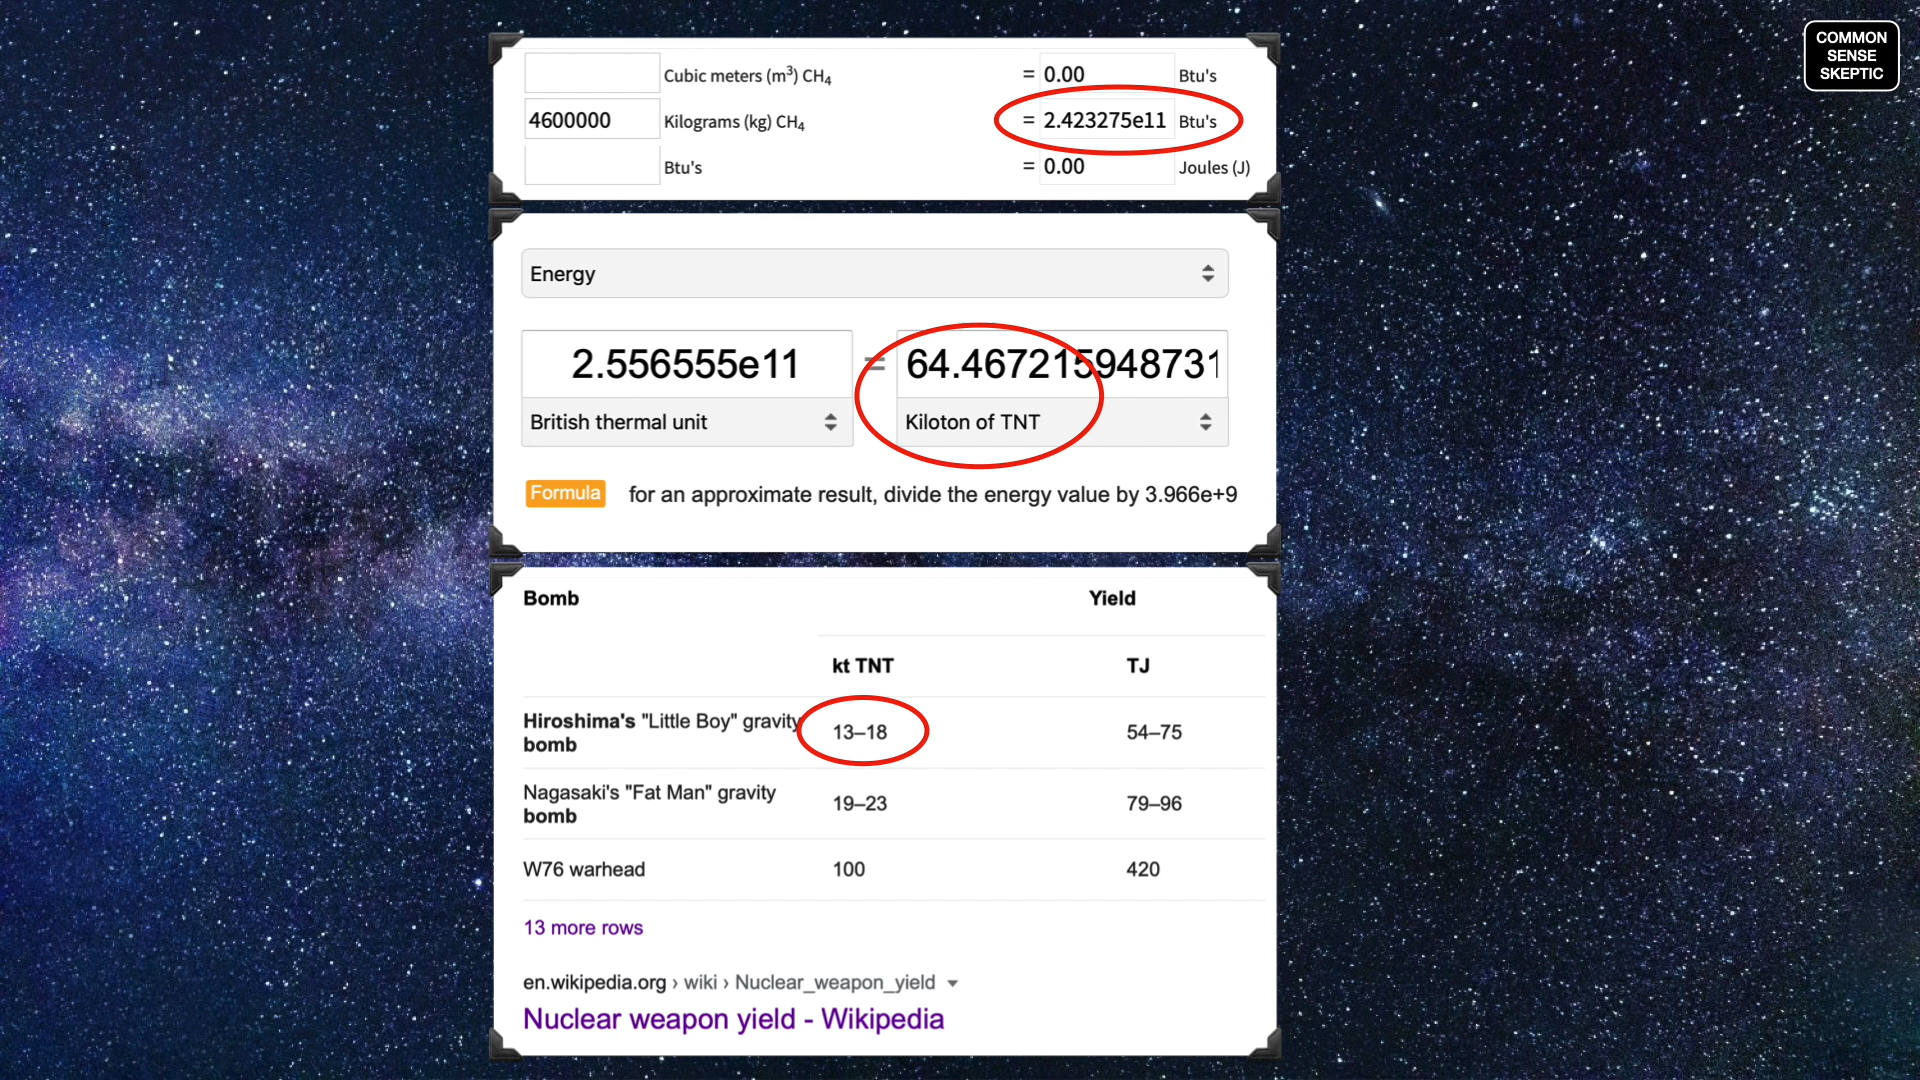 COMMON
SENSE
SKEPTIC
Cubic meters (m³) CH₄ = 0.00 Btu's
4600000 Kilograms (kg) CH₄ = 2.423275e11 Btu's
Btu's = 0.00 Joules (J)
Energy
2.556555e11 = 64.467215948731
British thermal unit Kiloton of TNT
Formula for an approximate result, divide the energy value by 3.966e+9
Bomb Yield
kt TNT TJ
Hiroshima's "Little Boy" gravity
bomb 13–18 54–75
Nagasaki's "Fat Man" gravity
bomb 19–23 79–96
W76 warhead 100 420
13 more rows
en.wikipedia.org › wiki › Nuclear_weapon_yield
Nuclear weapon yield - Wikipedia